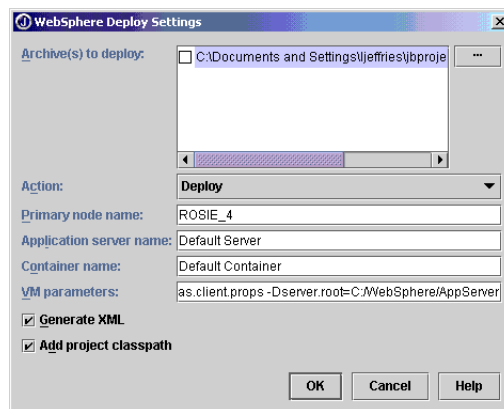 WebSphere Deploy Settings
Archive(s) to deploy:
C:\Documents and Settings\ljeffries\jbproje
...
Action:
Deploy
Primary node name:
ROSIE_4
Application server name:
Default Server
Container name:
Default Container
VM parameters:
as.client.props -Dserver.root=C:/WebSphere/AppServer
Generate XML
Add project classpath
OK
Cancel
Help